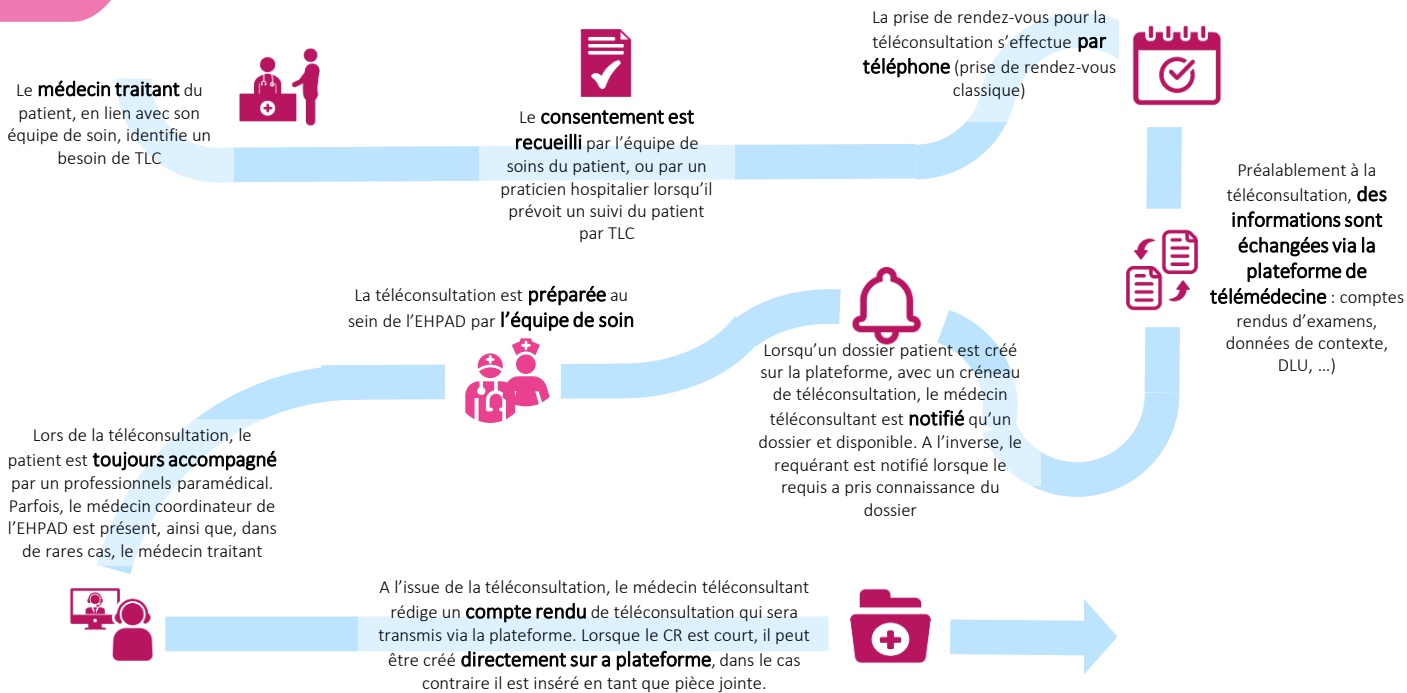 Le médecin traitant du
patient, en lien avec son
équipe de soin, identifie un
besoin de TLC
Le consentement est
recueilli par l'équipe de
soins du patient, ou par un
praticien hospitalier lorsqu'il
prévoit un suivi du patient
par TLC
La prise de rendez-vous pour la
téléconsultation s'effectue par
téléphone (prise de rendez-vous
classique)
Préalablement à la
téléconsultation, des
informations sont
échangées via la
plateforme de
télémédecine : comptes
rendus d'examens,
données de contexte,
DLU, …)
Lorsqu'un dossier patient est créé
sur la plateforme, avec un créneau
de téléconsultation, le médecin
téléconsultant est notifié qu'un
dossier et disponible. A l'inverse, le
requérant est notifié lorsque le
requis a pris connaissance du
dossier
La téléconsultation est préparée au
sein de l'EHPAD par l'équipe de soin
Lors de la téléconsultation, le
patient est toujours accompagné
par un professionnels paramédical.
Parfois, le médecin coordinateur de
l'EHPAD est présent, ainsi que, dans
de rares cas, le médecin traitant
A l'issue de la téléconsultation, le médecin téléconsultant
rédige un compte rendu de téléconsultation qui sera
transmis via la plateforme. Lorsque le CR est court, il peut
être créé directement sur a plateforme, dans le cas
contraire il est inséré en tant que pièce jointe.